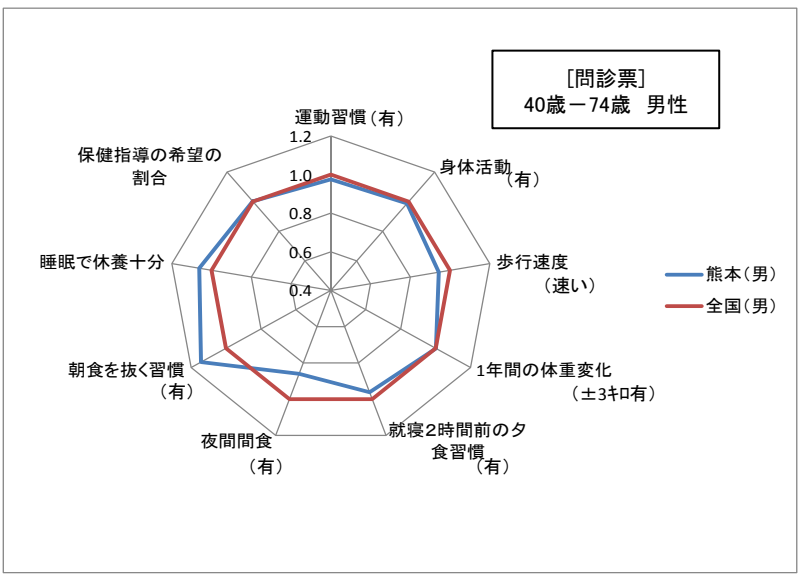 [問診票]
40歳－74歳　男性
運動習慣（有）
1.2
1.0
0.8
0.6
0.4
身体活動
（有）
歩行速度
（速い）
1年間の体重変化
（±3ｷﾛ有）
就寝２時間前の夕
食習慣
（有）
夜間間食
（有）
朝食を抜く習慣
（有）
睡眠で休養十分
保健指導の希望の
割合
熊本（男）
全国（男）